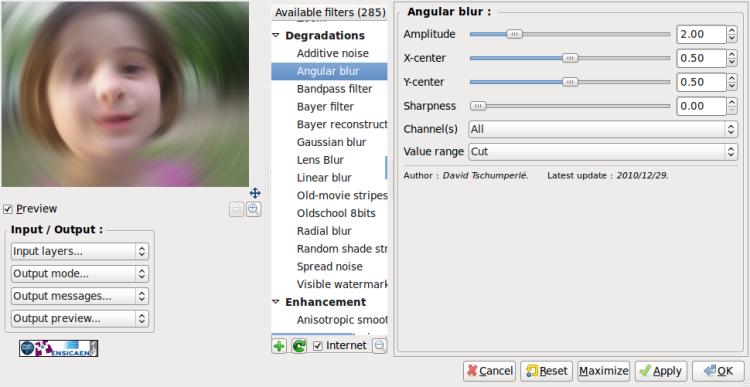 Preview
Input / Output :
Input layers...
Output mode...
Output messages...
Output preview...
ENSICAEN
Available filters (285)
Degradations
Additive noise
Angular blur
Bandpass filter
Bayer filter
Bayer reconstruct
Gaussian blur
Lens Blur
Linear blur
Old-movie stripes
Oldschool 8bits
Radial blur
Random shade str
Spread noise
Visible watermark
Enhancement
Anisotropic smoot
Internet
Angular blur :
Amplitude 2.00
X-center 0.50
Y-center 0.50
Sharpness 0.00
Channel(s) All
Value range Cut
Author : David Tschumperlé. Latest update : 2010/12/29.
Cancel Reset Maximize Apply OK